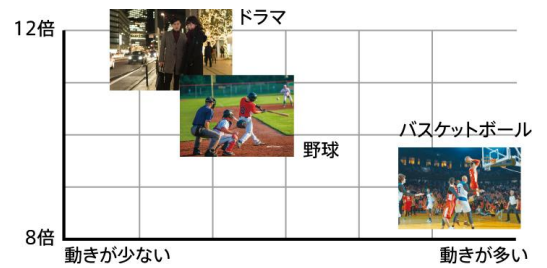 12倍
ドラマ
野球
バスケットボール
8倍
動きが少ない
動きが多い